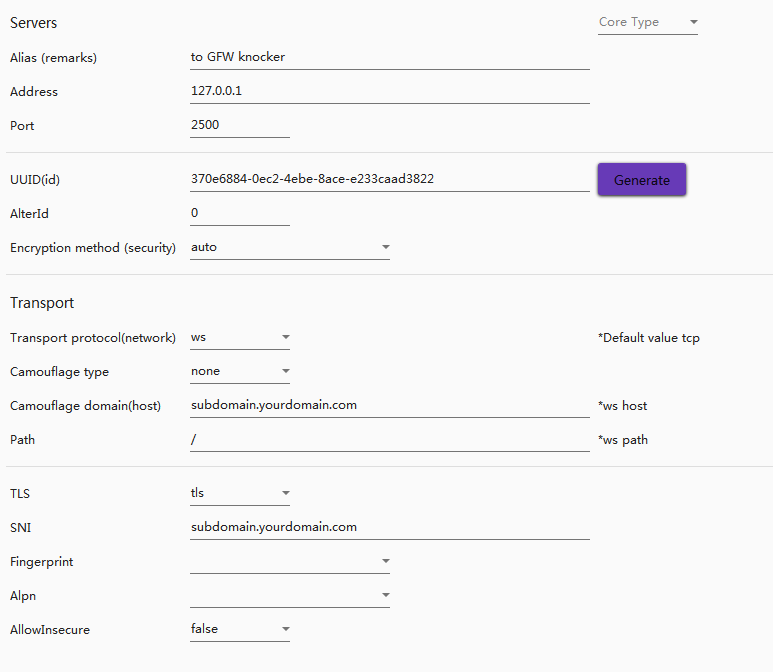 Servers Core Type
Alias (remarks) to GFW knocker
Address 127.0.0.1
Port 2500
UUID(id) 370e6884-0ec2-4ebe-8ace-e233caad3822 Generate
AlterId 0
Encryption method (security) auto
Transport
Transport protocol(network) ws *Default value tcp
Camouflage type none
Camouflage domain(host) subdomain.yourdomain.com *ws host
Path / *ws path
TLS tls
SNI subdomain.yourdomain.com
Fingerprint
Alpn
AllowInsecure false